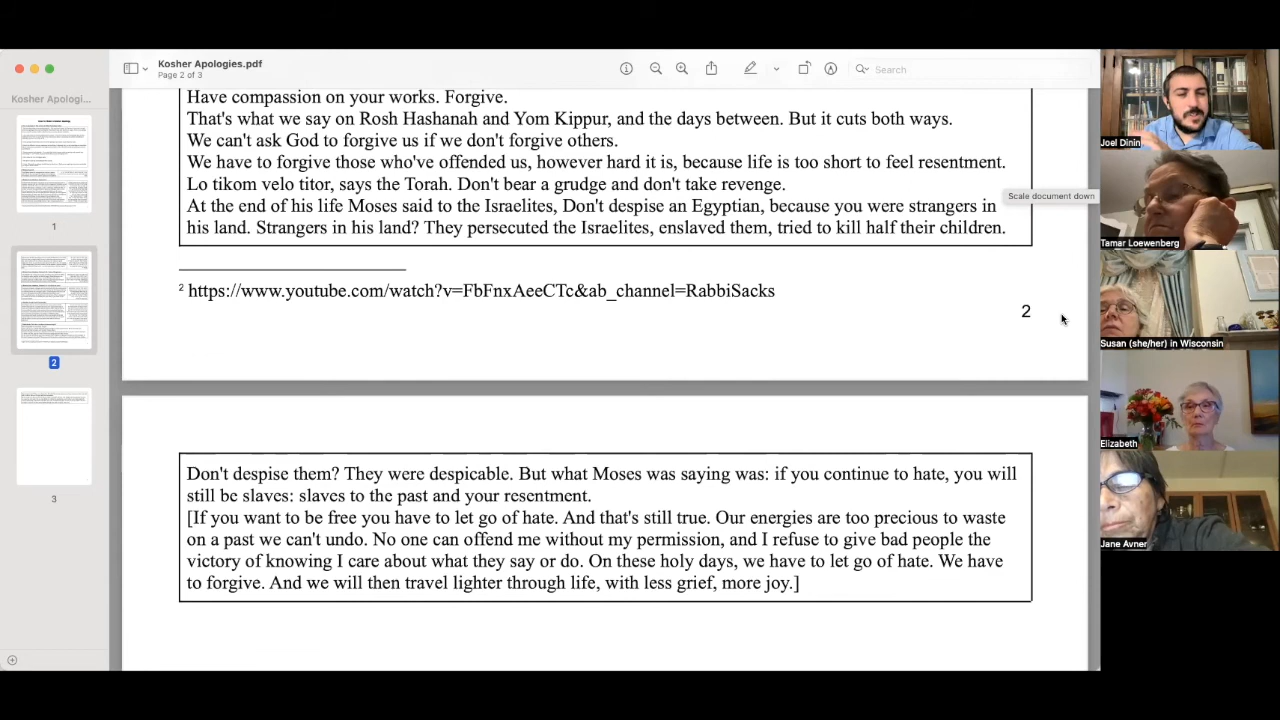 Kosher Apologies.pdf
Page 2 of 3
Search
Kosher Apologi...
1
2
3
Have compassion on your works. Forgive.
That's what we say on Rosh Hashanah and Yom Kippur, and the days between. But it cuts both ways.
We can't ask God to forgive us if we don't forgive others.
We have to forgive those who've offended us, however hard it is, because life is too short to feel resentment.
velo titor, says the Torah. Don't bear a grudge and don't take revenge.
At the end of his life Moses said to the Israelites, Don't despise an Egyptian, because you were strangers in
his land. Strangers in his land? They persecuted the Israelites, enslaved them, tried to kill half their children.
2 https://www.youtube.com/watch?v=FbFnxAeeCTc&ab_channel=RabbiSacks
2
Don't despise them? They were despicable. But what Moses was saying was: if you continue to hate, you will
still be slaves: slaves to the past and your resentment.
[If you want to be free you have to let go of hate. And that's still true. Our energies are too precious to waste
on a past we can't undo. No one can offend me without my permission, and I refuse to give bad people the
victory of knowing I care about what they say or do. On these holy days, we have to let go of hate. We have
to forgive. And we will then travel lighter through life, with less grief, more joy.]
Scale document down
Joel Dinin
Tamar Loewenberg
Susan (she/her) in Wisconsin
Elizabeth
Jane Avner